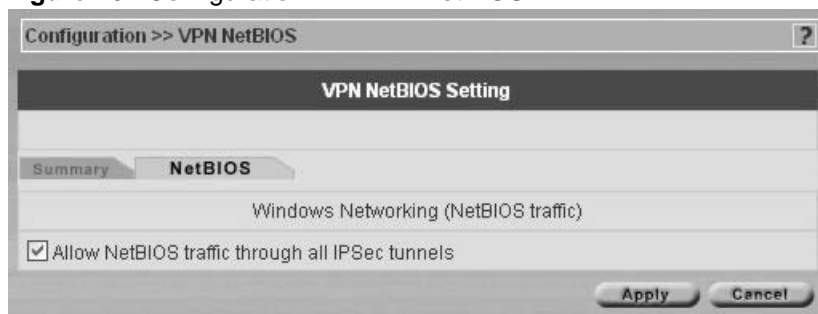 Configuration >> VPN NetBIOS ?
VPN NetBIOS Setting
Summary NetBIOS
Windows Networking (NetBIOS traffic)
Allow NetBIOS traffic through all IPSec tunnels
Apply Cancel